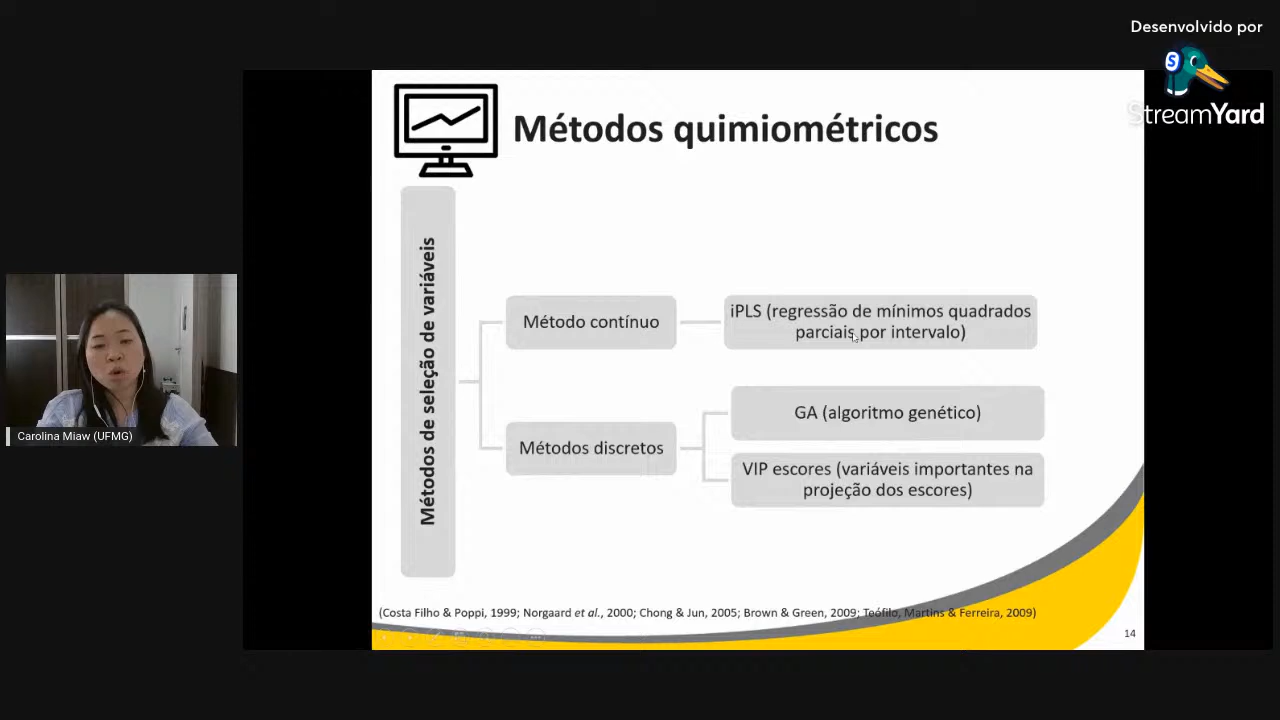 Desenvolvido por
S
StreamYard
Métodos quimiométricos
Métodos de seleção de variáveis
Método contínuo
iPLS (regressão de mínimos quadrados
parciais por intervalo)
Métodos discretos
GA (algoritmo genético)
VIP escores (variáveis importantes na
projeção dos escores)
(Costa Filho & Poppi, 1999; Norgaard et al., 2000; Chong & Jun, 2005; Brown & Green, 2009; Teófilo, Martins & Ferreira, 2009)
14
Carolina Miaw (UFMG)